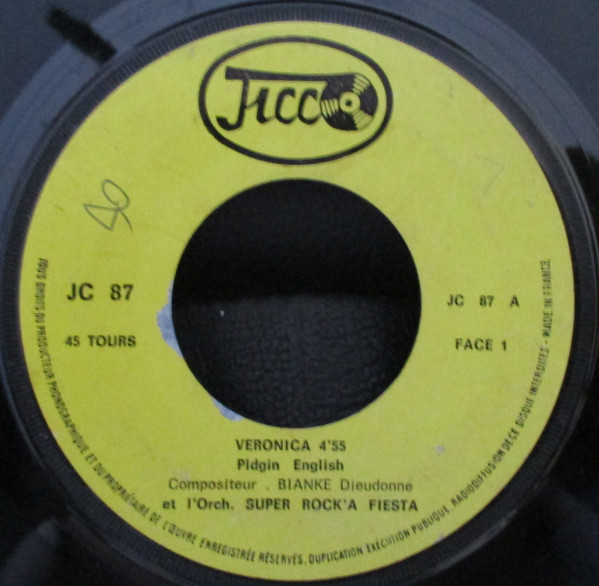 Jicco
40
JC 87
45 TOURS
JC 87 A
FACE 1
VERONICA 4'55
Pidgin English
Compositeur . BIANKE Dieudonne
et l'Orch. SUPER ROCK'A FIESTA
TOUS DROITS DU PRODUCTEUR PHONOGRAPHIQUE ET DU PROPRIÉTAIRE DE L'ŒUVRE ENREGISTRÉE RÉSERVÉS. DUPLICATION EXÉCUTION PUBLIQUE, RADIODIFFUSION DE CE DISQUE INTERDITES - MADE IN FRANCE